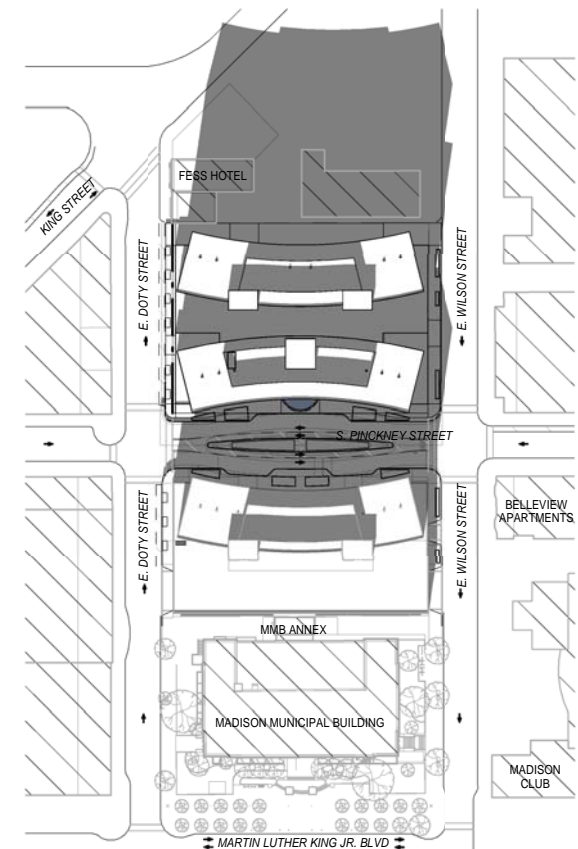 FESS HOTEL
KING STREET
E. DOTY STREET
E. WILSON STREET
S. PINCKNEY STREET
E. DOTY STREET
E. WILSON STREET
BELLEVIEW
APARTMENTS
MMB ANNEX
MADISON MUNICIPAL BUILDING
MADISON
CLUB
MARTIN LUTHER KING JR. BLVD